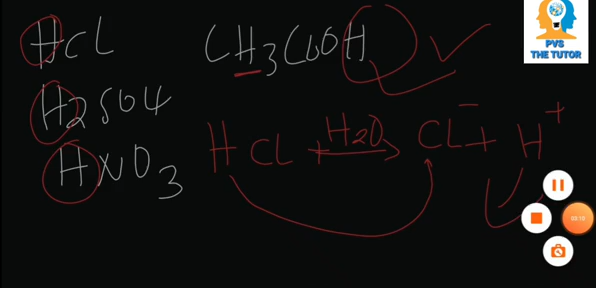 HCL
H2SO4
HNO3
CH3COOH
HCL + H2O → CL⁻ + H⁺
PVS
THE TUTOR